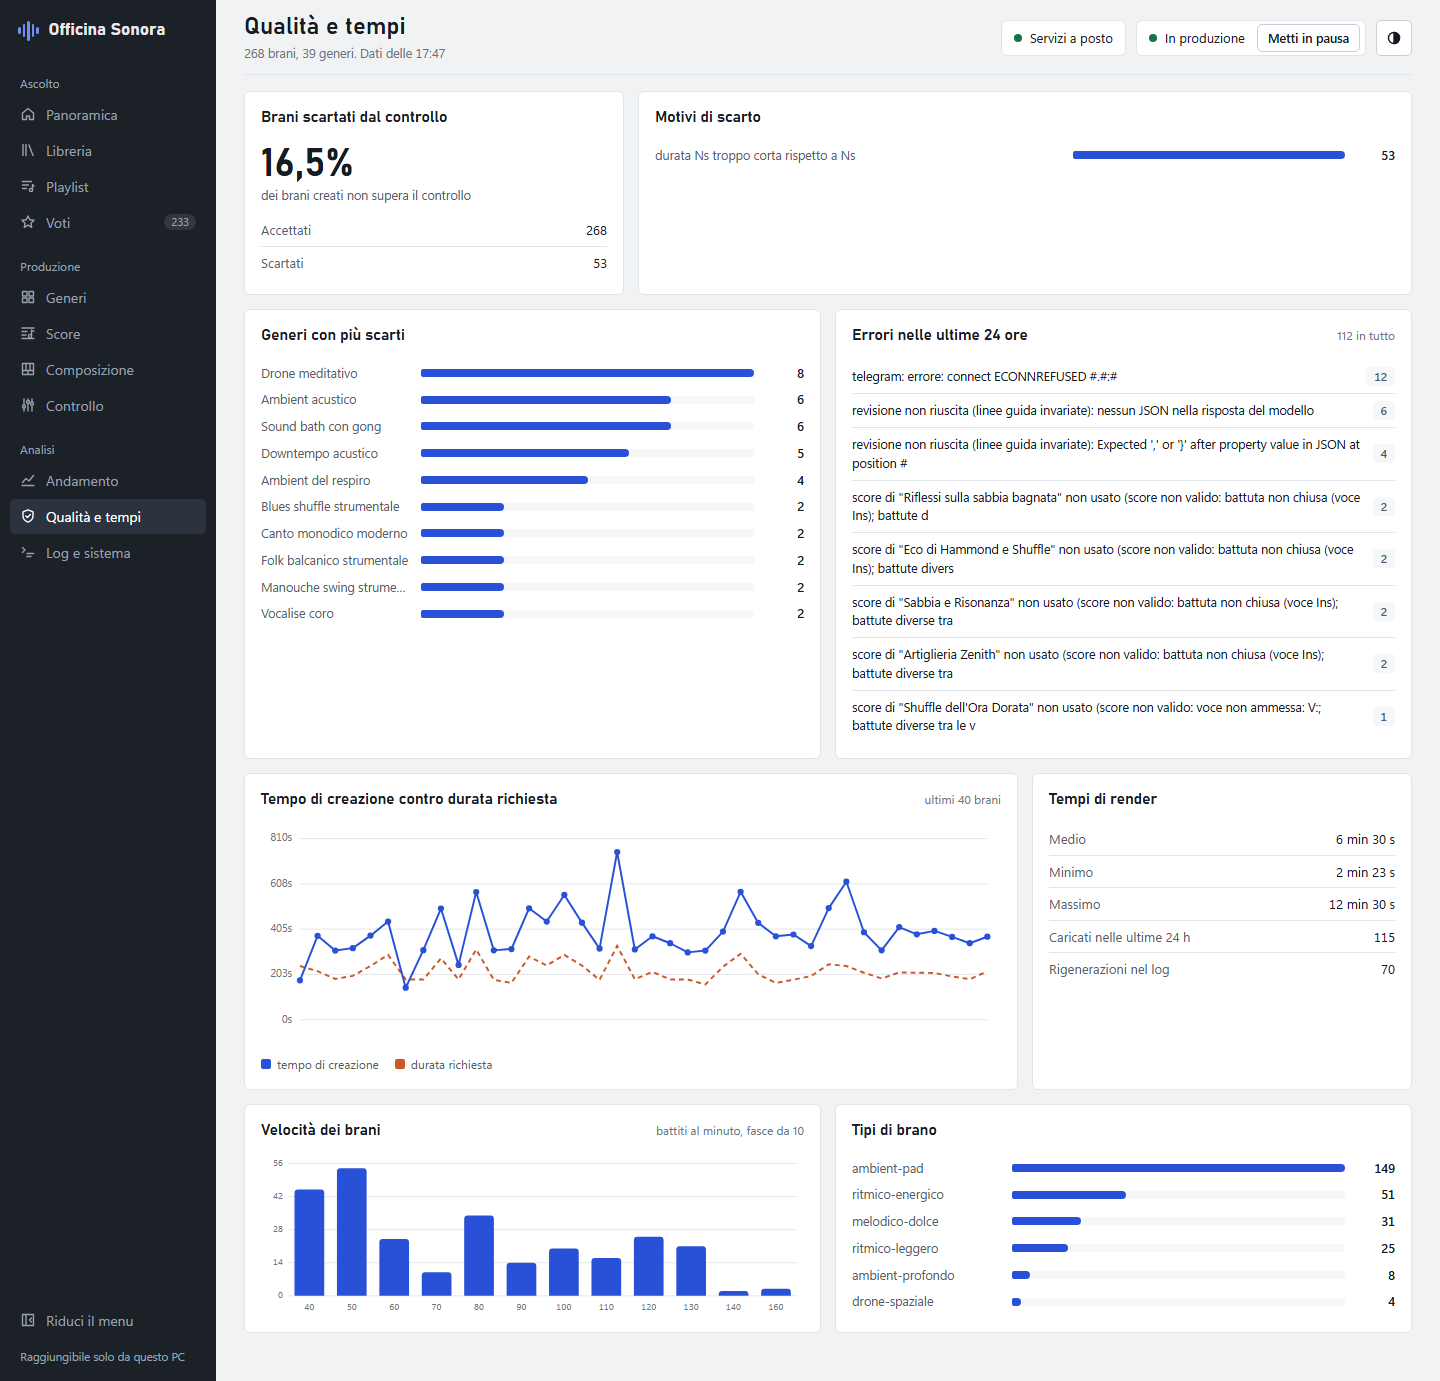 Officina Sonora
Ascolto
Panoramica
Libreria
Playlist
Voti 233
Produzione
Generi
Score
Composizione
Controllo
Analisi
Andamento
Qualità e tempi
Log e sistema
Riduci il menu
Raggiungibile solo da questo PC
Qualità e tempi
268 brani, 39 generi. Dati delle 17:47
Servizi a posto
In produzione
Metti in pausa
Brani scartati dal controllo
16,5%
dei brani creati non supera il controllo
Accettati 268
Scartati 53
Motivi di scarto
durata Ns troppo corta rispetto a Ns 53
Generi con più scarti
Drone meditativo 8
Ambient acustico 6
Sound bath con gong 6
Downtempo acustico 5
Ambient del respiro 4
Blues shuffle strumentale 2
Canto monodico moderno 2
Folk balcanico strumentale 2
Manouche swing strume... 2
Vocalise coro 2
Errori nelle ultime 24 ore 112 in tutto
telegram: errore: connect ECONNREFUSED #.#:# 12
revisione non riuscita (linee guida invariate): nessun JSON nella risposta del modello 6
revisione non riuscita (linee guida invariate): Expected ',' or '}' after property value in JSON at
position # 4
score di "Riflessi sulla sabbia bagnata" non usato (score non valido: battuta non chiusa (voce
Ins); battute d 2
score di "Eco di Hammond e Shuffle" non usato (score non valido: battuta non chiusa (voce
Ins); battute divers 2
score di "Sabbia e Risonanza" non usato (score non valido: battuta non chiusa (voce Ins);
battute diverse tra 2
score di "Artiglieria Zenith" non usato (score non valido: battuta non chiusa (voce Ins);
battute diverse tra 2
score di "Shuffle dell'Ora Dorata" non usato (score non valido: voce non ammessa: V:;
battute diverse tra le v 1
Tempo di creazione contro durata richiesta ultimi 40 brani
810s
608s
405s
203s
0s
tempo di creazione durata richiesta
Tempi di render
Medio 6 min 30 s
Minimo 2 min 23 s
Massimo 12 min 30 s
Caricati nelle ultime 24 h 115
Rigenerazioni nel log 70
Velocità dei brani battiti al minuto, fasce da 10
56
42
28
14
0
40 50 60 70 80 90 100 110 120 130 140 160
Tipi di brano
ambient-pad 149
ritmico-energico 51
melodico-dolce 31
ritmico-leggero 25
ambient-profondo 8
drone-spaziale 4